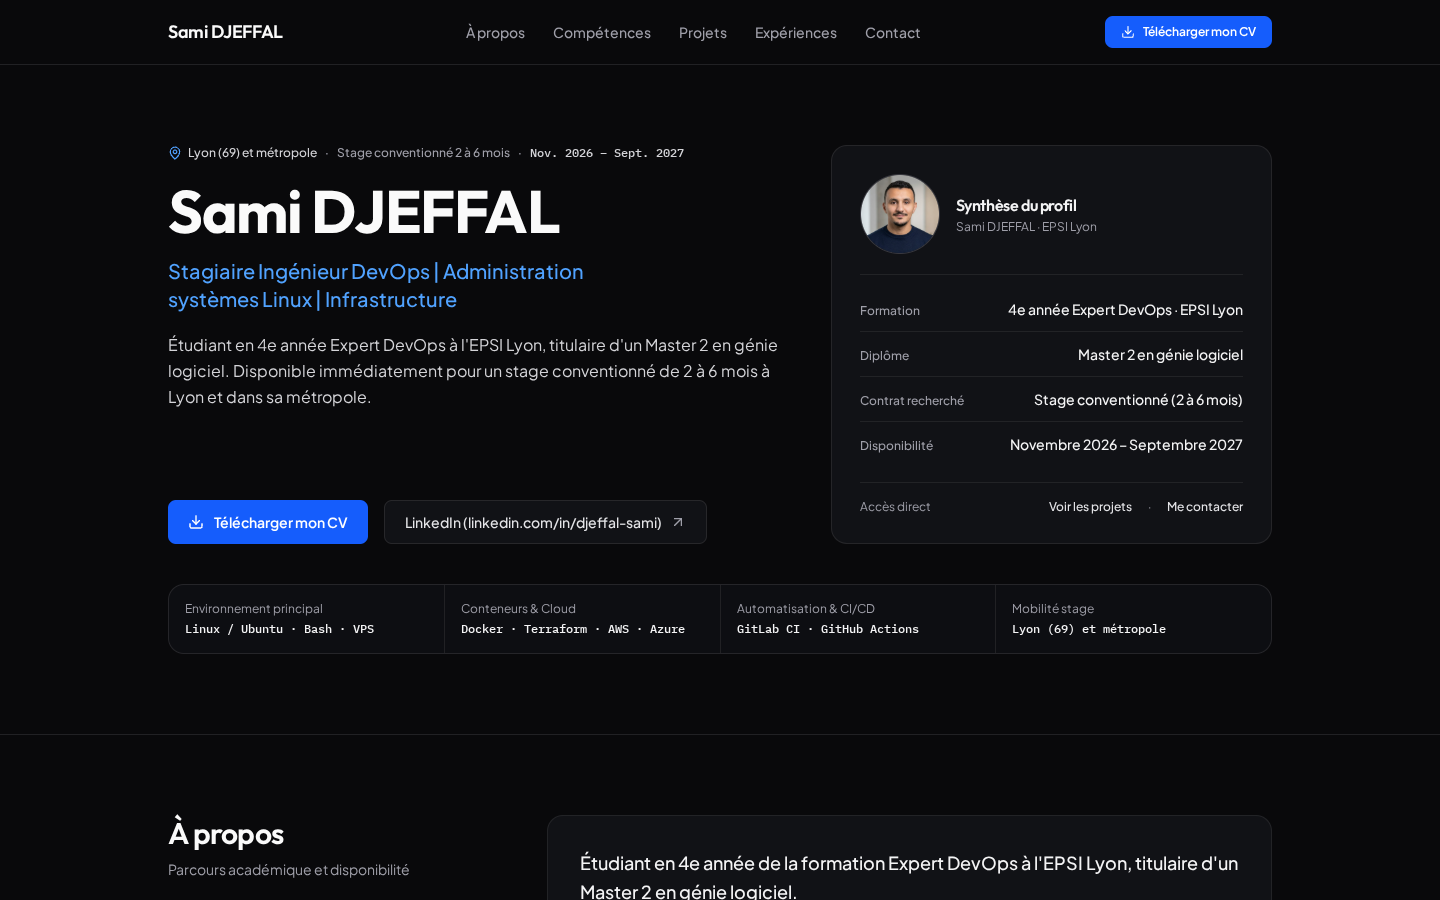 Sami DJEFFAL
À propos
Compétences
Projets
Expériences
Contact
Télécharger mon CV
Lyon (69) et métropole · Stage conventionné 2 à 6 mois · Nov. 2026 – Sept. 2027
Sami DJEFFAL
Stagiaire Ingénieur DevOps | Administration
systèmes Linux | Infrastructure
Étudiant en 4e année Expert DevOps à l'EPSI Lyon, titulaire d'un Master 2 en génie
logiciel. Disponible immédiatement pour un stage conventionné de 2 à 6 mois à
Lyon et dans sa métropole.
Télécharger mon CV
LinkedIn (linkedin.com/in/djeffal-sami)
Synthèse du profil
Sami DJEFFAL · EPSI Lyon
Formation
4e année Expert DevOps · EPSI Lyon
Diplôme
Master 2 en génie logiciel
Contrat recherché
Stage conventionné (2 à 6 mois)
Disponibilité
Novembre 2026 – Septembre 2027
Accès direct
Voir les projets · Me contacter
Environnement principal
Linux / Ubuntu · Bash · VPS
Conteneurs & Cloud
Docker · Terraform · AWS · Azure
Automatisation & CI/CD
GitLab CI · GitHub Actions
Mobilité stage
Lyon (69) et métropole
À propos
Parcours académique et disponibilité
Étudiant en 4e année de la formation Expert DevOps à l'EPSI Lyon, titulaire d'un
Master 2 en génie logiciel.